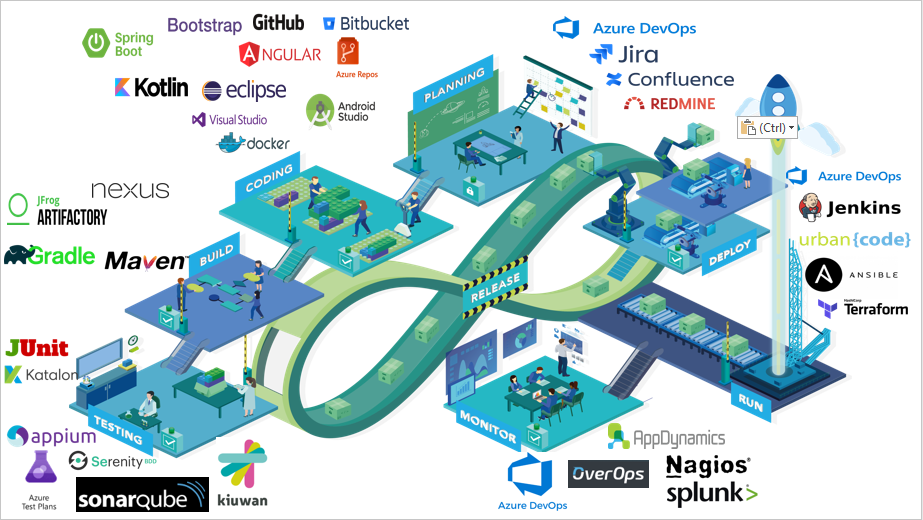 Spring
Boot
Bootstrap
GitHub
Bitbucket
ANGULAR
Azure Repos
Kotlin
eclipse
Visual Studio
Android
Studio
docker
Azure DevOps
Jira
Confluence
REDMINE
(Ctrl)
PLANNING
CODING
BUILD
TESTING
RELEASE
DEPLOY
MONITOR
RUN
nexus
JFrog
ARTIFACTORY
Gradle
Maven
JUnit
Katalon
appium
Serenity BDD
Azure
Test Plans
sonarqube
kiuwan
Azure DevOps
Jenkins
urban{code}
A
ANSIBLE
HashiCorp
Terraform
AppDynamics
Azure DevOps
OverOps
Nagios®
splunk>